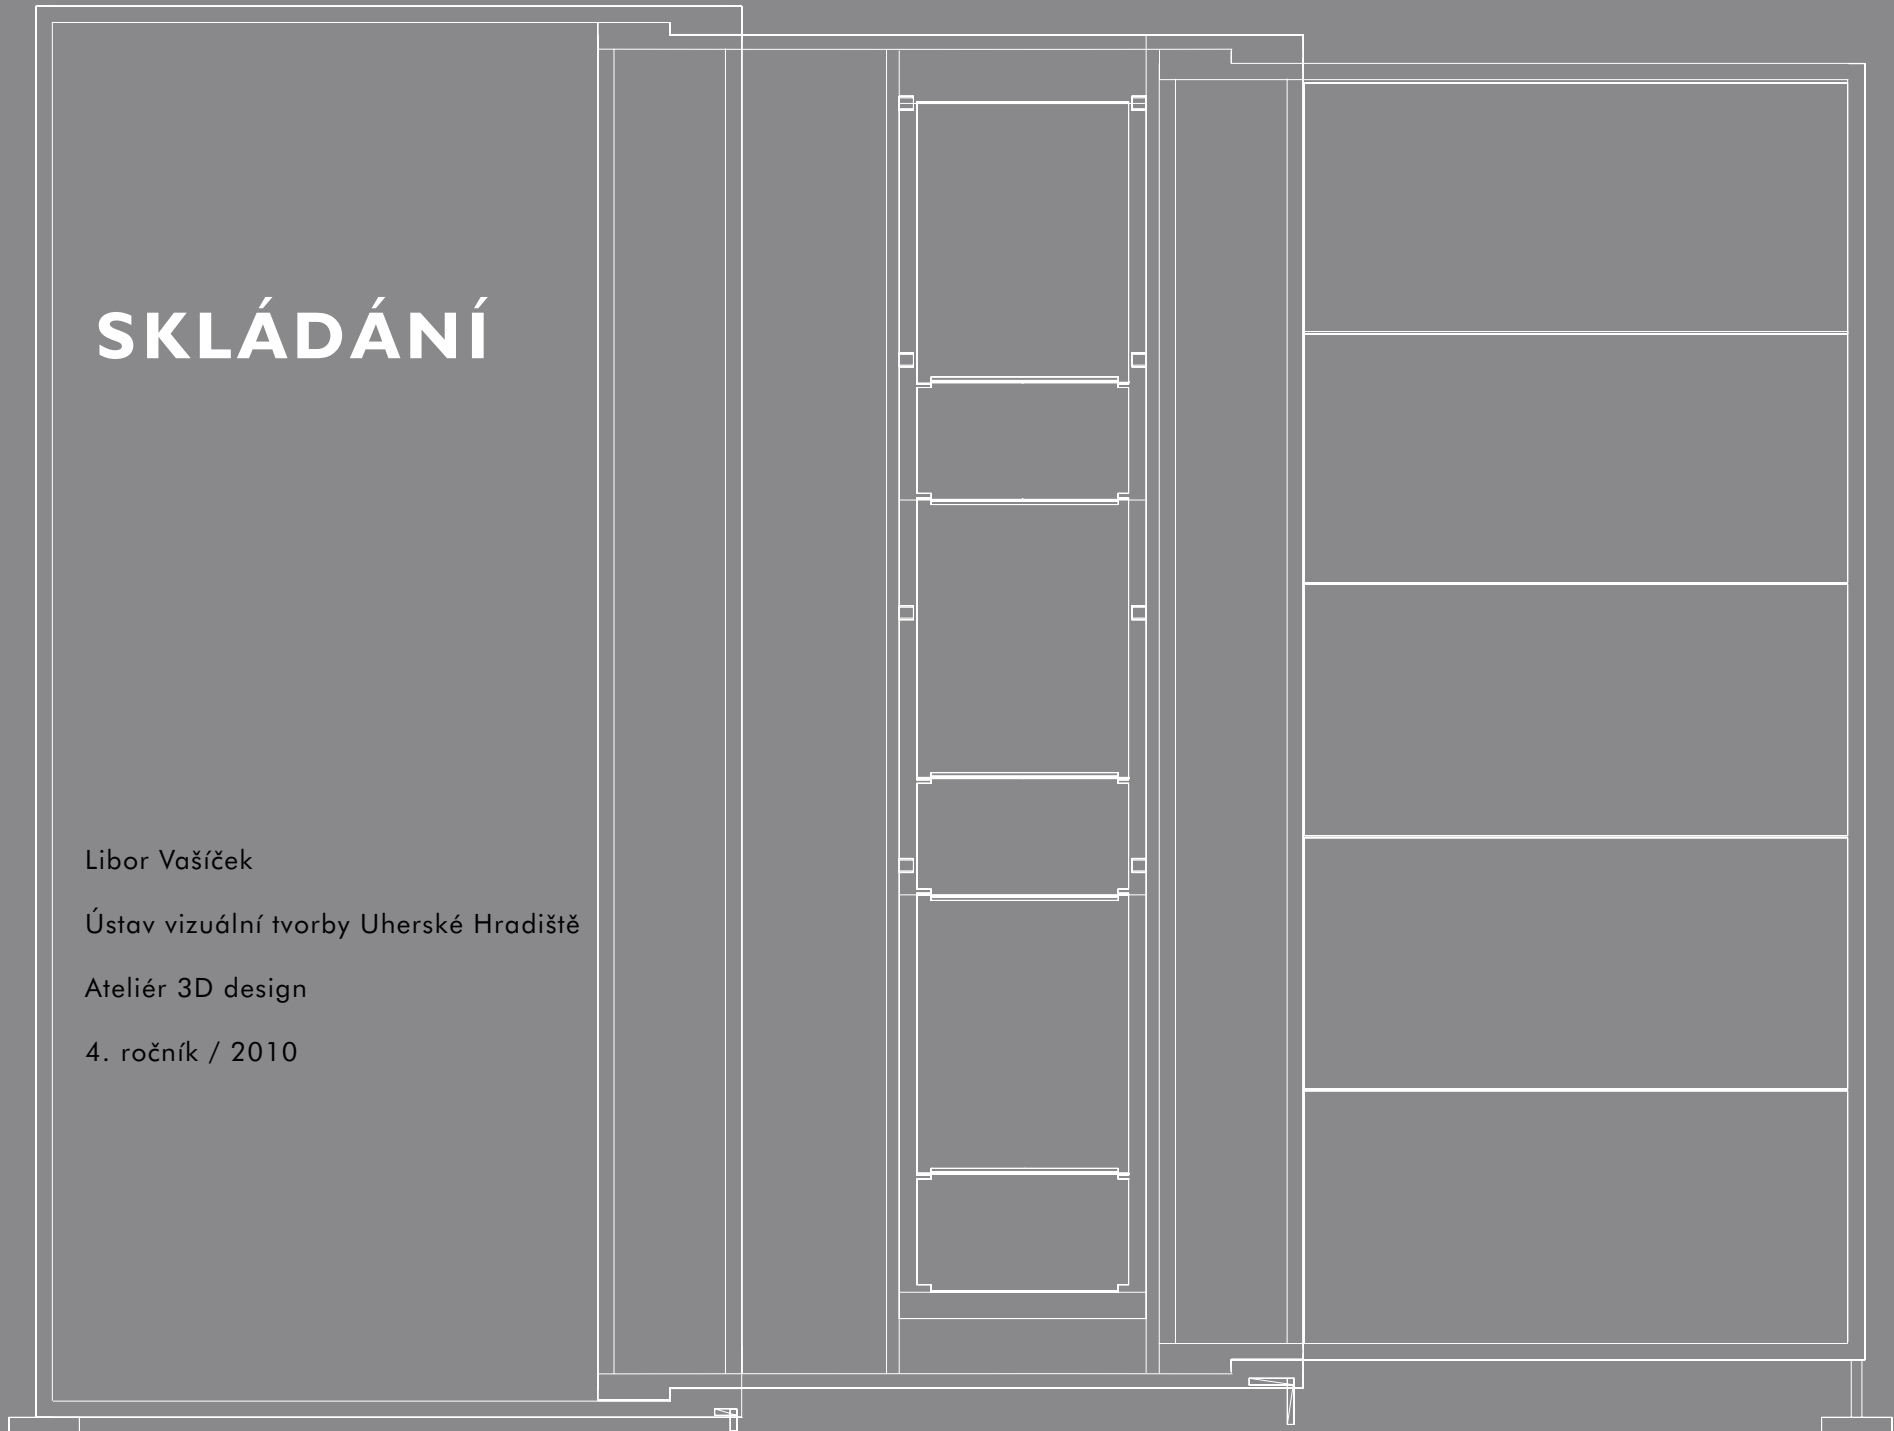 SKLÁDÁNÍ
Libor Vašíček
Ústav vizuální tvorby Uherské Hradiště
Ateliér 3D design
4. ročník / 2010